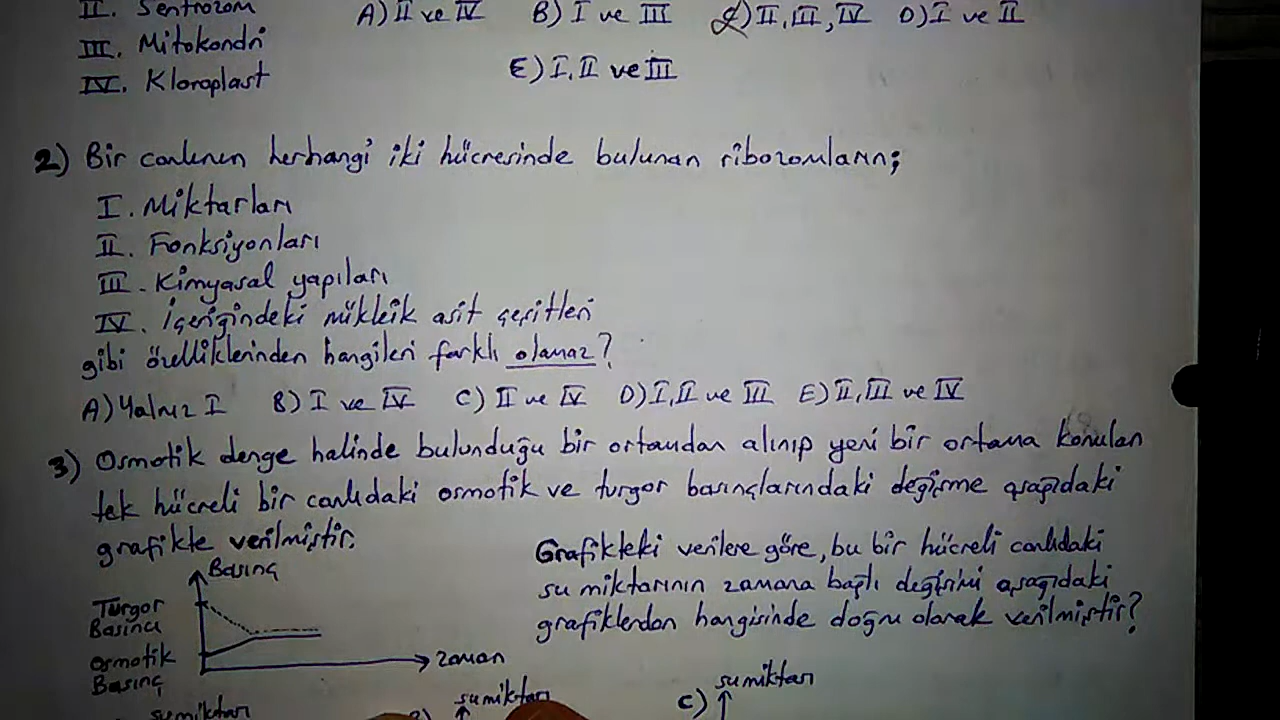 II. Sentrozom
A) II ve IV B) I ve III C) II, III, IV D) I ve II
III. Mitokondri
E) I, II ve III
IV. Kloroplast
2) Bir canlının herhangi iki hücresinde bulunan ribozomların;
I. Miktarları
II. Fonksiyonları
III. Kimyasal yapıları
IV. İçeriğindeki nükleik asit çeşitleri
gibi özelliklerinden hangileri farklı olamaz?
A) Yalnız I B) I ve IV C) II ve IV D) I, II ve III E) II, III ve IV
3) Osmotik denge halinde bulunduğu bir ortamdan alınıp yeni bir ortama konulan
tek hücreli bir canlıdaki osmotik ve turgor basınçlarındaki değişme aşağıdaki
grafikte verilmiştir.
Grafikteki verilere göre, bu bir hücreli canlıdaki
su miktarının zamana bağlı değişimi aşağıdaki
grafiklerden hangisinde doğru olarak verilmiştir?
Basınç
Turgor
Basıncı
Osmotik
Basınç
Zaman
su miktarı
su miktarı
C) su miktarı